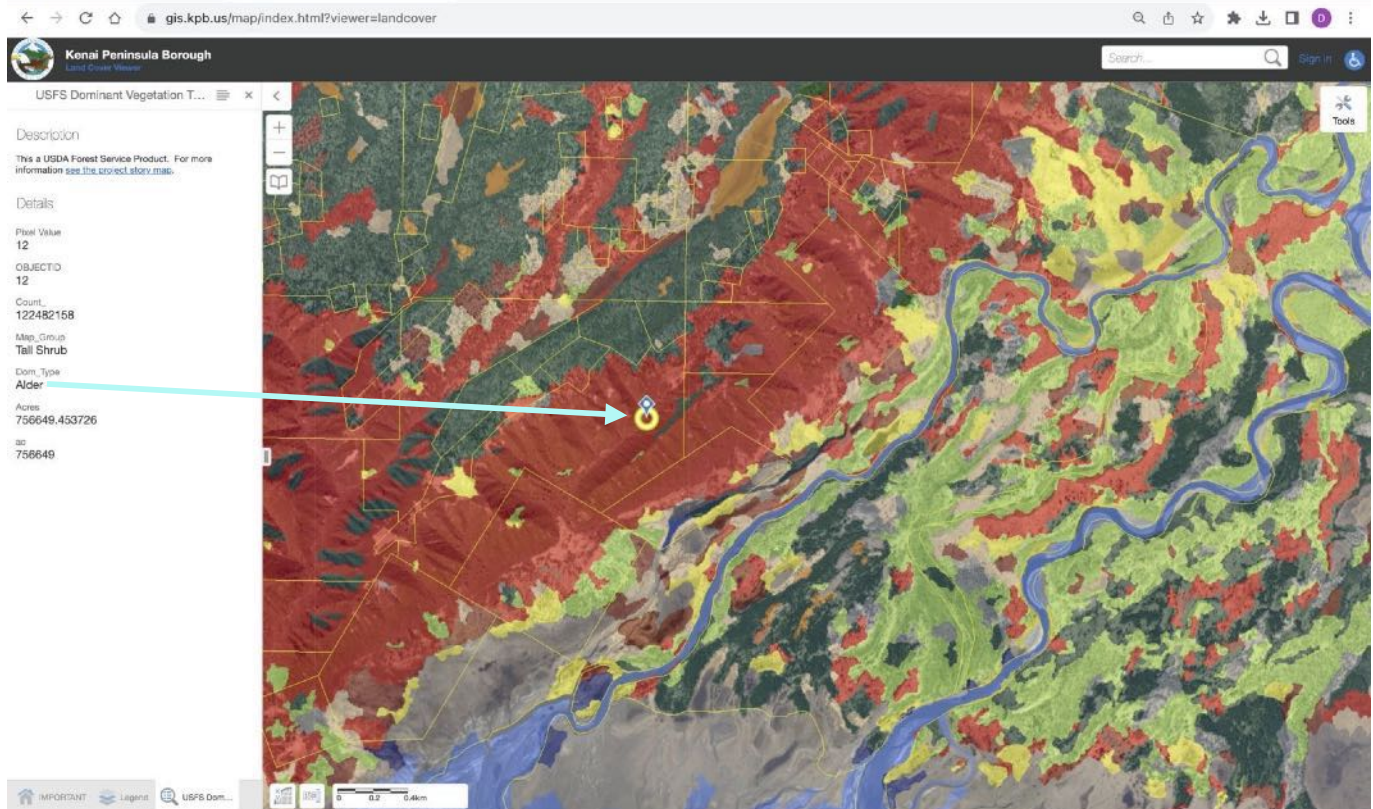 gis.kpb.us/map/index.html?viewer=landcover
D
Kenai Peninsula Borough
Land Cover Viewer
Search...
Sign in
USFS Dominant Vegetation T...
Tools
Description
This a USDA Forest Service Product. For more
information see the project story map.
Details
Pixel Value
12
OBJECTID
12
Count_
122482158
Map_Group
Tall Shrub
Dom_Type
Alder
Acres
756649.453726
ac
756649
IMPORTANT
Legend
USFS Dom...
0 0.2 0.4km